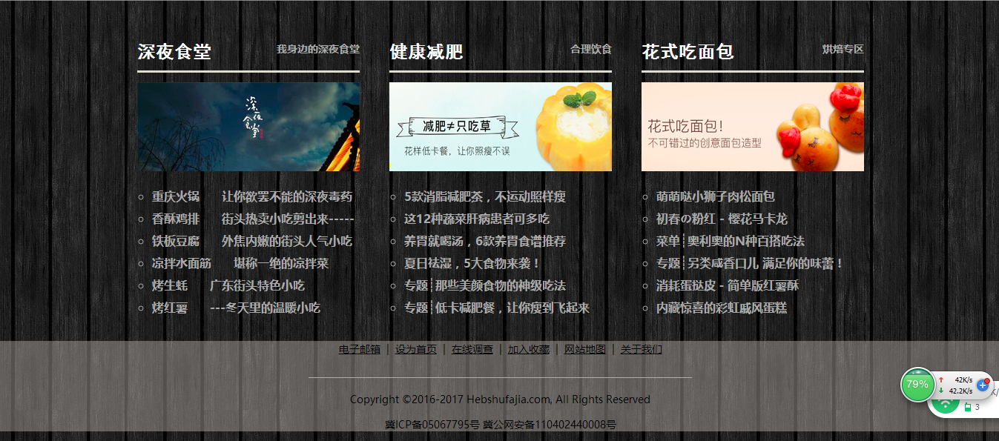 深夜食堂 我身边的深夜食堂
深夜食堂
重庆火锅 让你欲罢不能的深夜毒药
香酥鸡排 街头热卖小吃剪出来-----
铁板豆腐 外焦内嫩的街头人气小吃
凉拌水面筋 堪称一绝的凉拌菜
烤生蚝 广东街头特色小吃
烤红薯 ---冬天里的温暖小吃
健康减肥 合理饮食
减肥≠只吃草
花样低卡餐，让你照瘦不误
5款消脂减肥茶，不运动照样瘦
这12种蔬菜肝病患者可多吃
养胃就喝汤，6款养胃食谱推荐
夏日祛湿，5大食物来袭！
专题┆那些美颜食物的神级吃法
专题┆低卡减肥餐，让你瘦到飞起来
花式吃面包 烘焙专区
花式吃面包！
不可错过的创意面包造型
萌萌哒小狮子肉松面包
初春の粉红 - 樱花马卡龙
菜单┆奥利奥的N种百搭吃法
专题┆另类咸香口儿 满足你的味蕾！
消耗蛋挞皮 - 简单版红薯酥
内藏惊喜的彩虹戚风蛋糕
电子邮箱 | 设为首页 | 在线调查 | 加入收藏 | 网站地图 | 关于我们
Copyright ©2016-2017 Hebshufajia.com, All Rights Reserved
冀ICP备05067795号 冀公网安备110402440008号
79%
↑ 42K/s
↓ 42.2K/s
K/
3